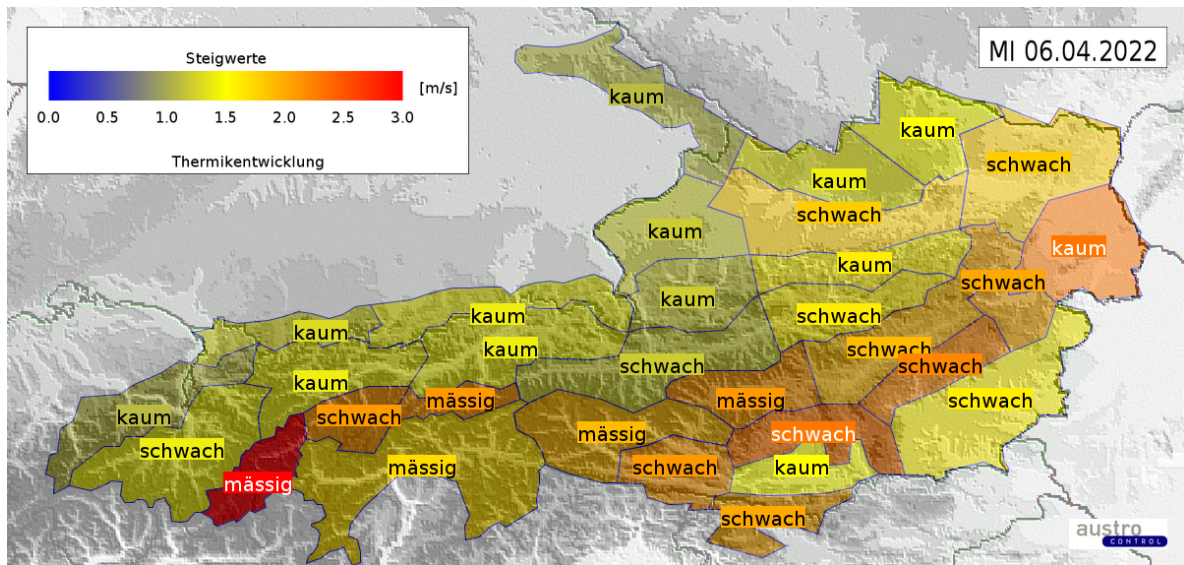 Steigwerte
[m/s]
0.0 0.5 1.0 1.5 2.0 2.5 3.0
Thermikentwicklung
MI 06.04.2022
kaum
kaum
schwach
kaum
schwach
kaum
kaum
kaum
schwach
kaum
kaum
schwach
kaum
kaum
schwach
schwach
schwach
kaum
mässig
mässig
schwach
kaum
schwach
mässig
schwach
schwach
mässig
schwach
kaum
mässig
schwach
austro
CONTROL